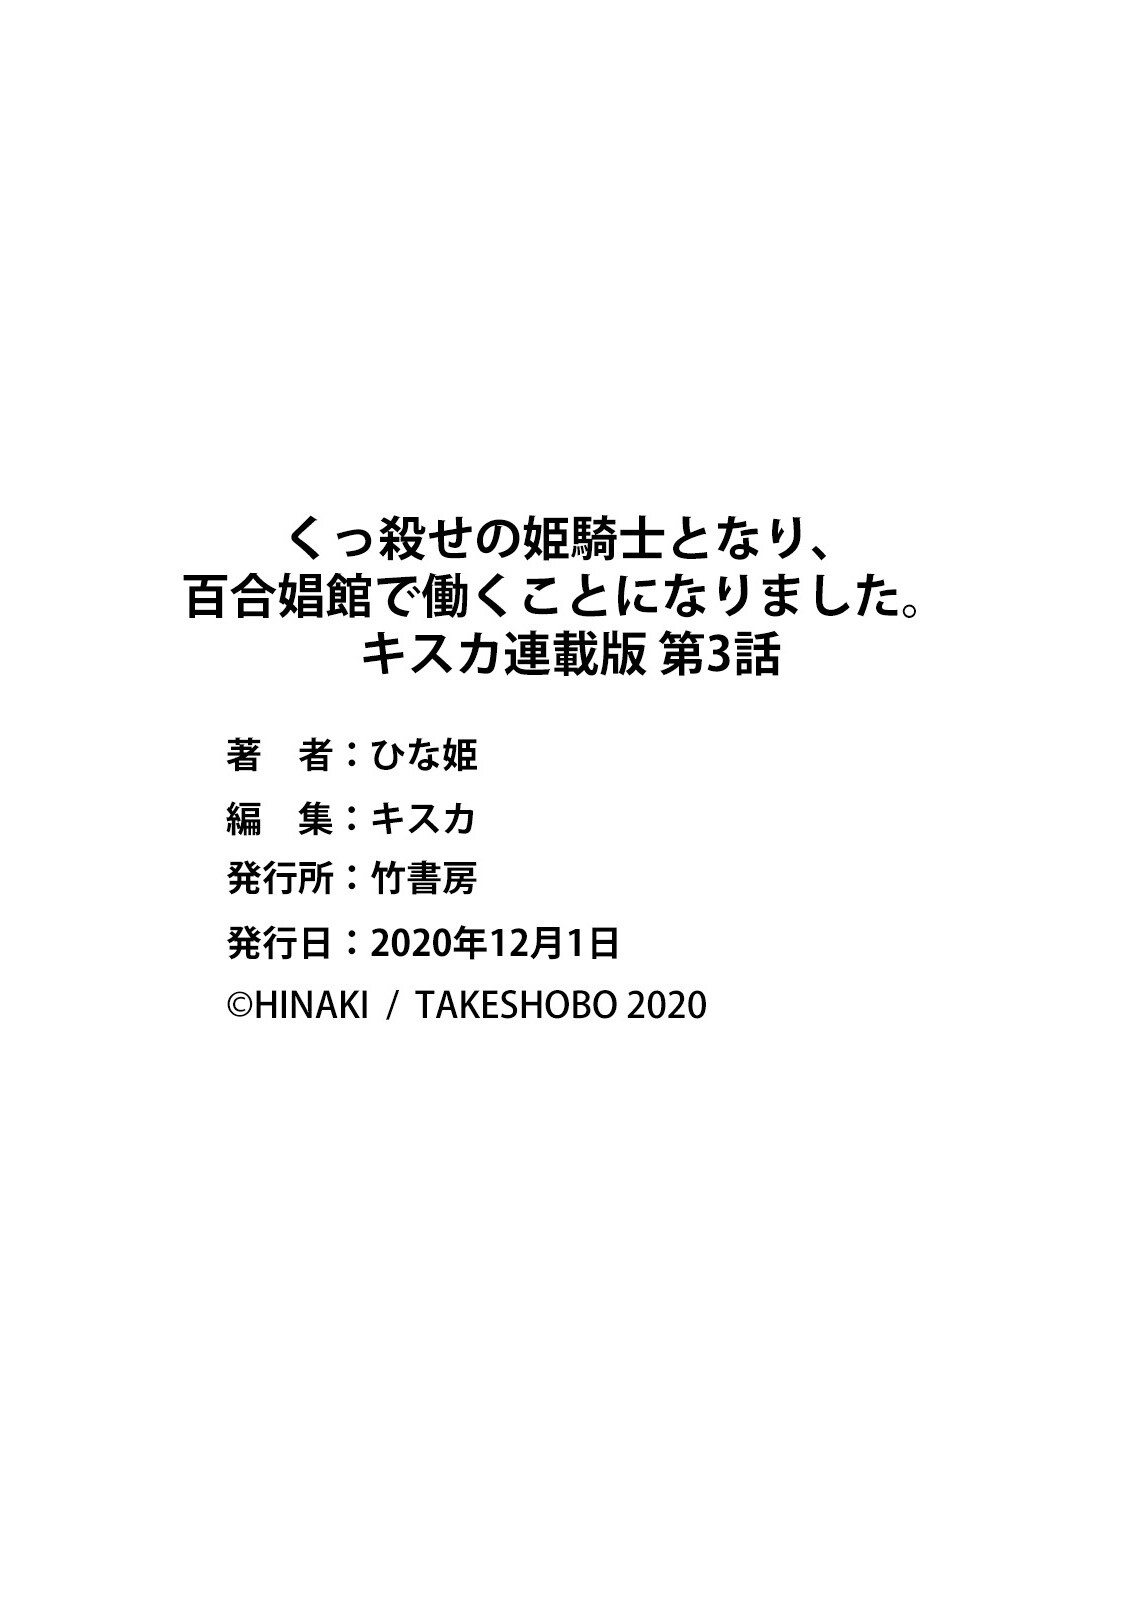 くっ殺せの姫騎士となり、
百合娼館で働くことになりました。
キスカ連載版 第3話
著　者：ひな姫
編　集：キスカ
発行所：竹書房
発行日：2020年12月1日
©HINAKI / TAKESHOBO 2020